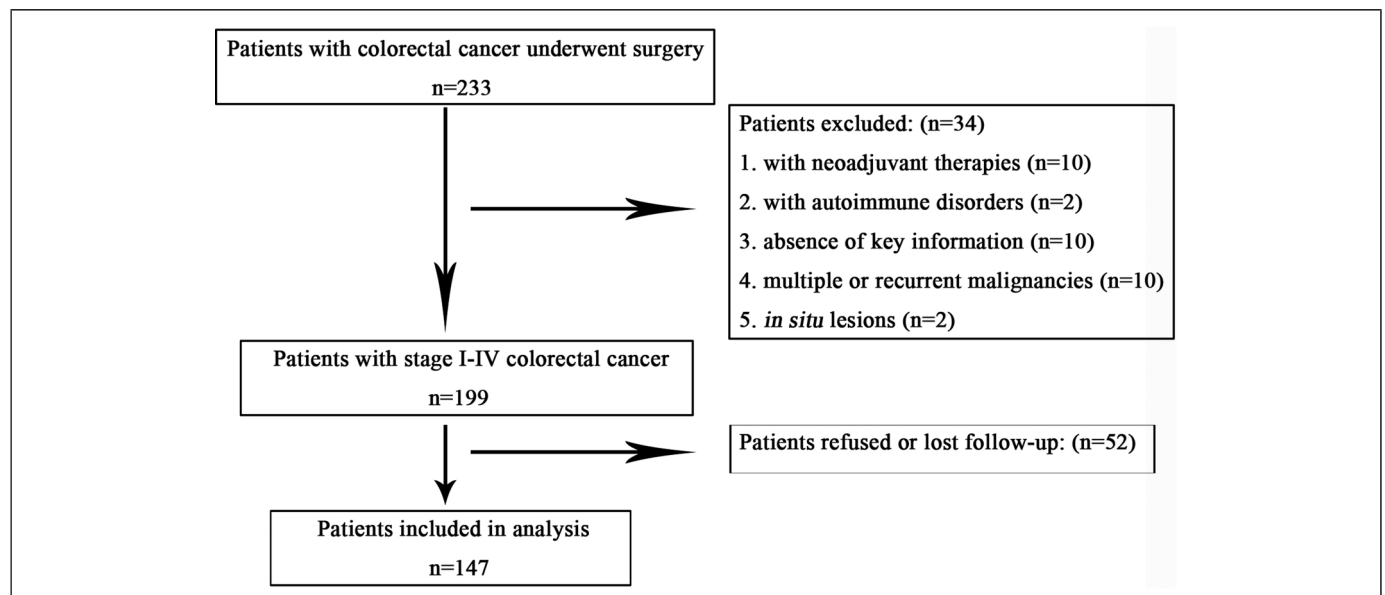 Patients with colorectal cancer underwent surgery
n=233
Patients excluded: (n=34)
1. with neoadjuvant therapies (n=10)
2. with autoimmune disorders (n=2)
3. absence of key information (n=10)
4. multiple or recurrent malignancies (n=10)
5. in situ lesions (n=2)
Patients with stage I-IV colorectal cancer
n=199
Patients refused or lost follow-up: (n=52)
Patients included in analysis
n=147